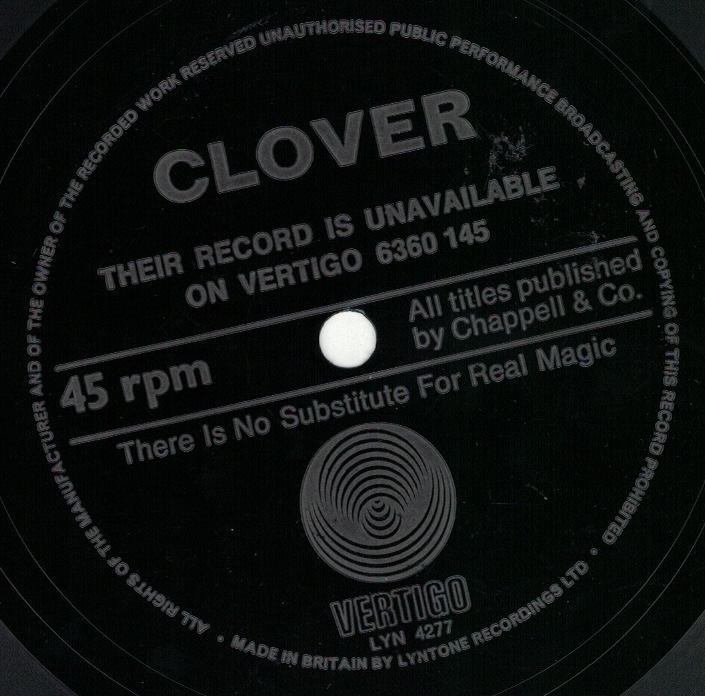 CLOVER
THEIR RECORD IS UNAVAILABLE
ON VERTIGO 6360 145
All titles published
by Chappell & Co.
45 rpm
There Is No Substitute For Real Magic
VERTIGO
LYN 4277
ALL RIGHTS OF THE MANUFACTURER AND OF THE OWNER OF THE RECORDED WORK RESERVED UNAUTHORISED PUBLIC PERFORMANCE BROADCASTING AND COPYING OF THIS RECORD PROHIBITED • MADE IN BRITAIN BY LYNTONE RECORDINGS LTD •